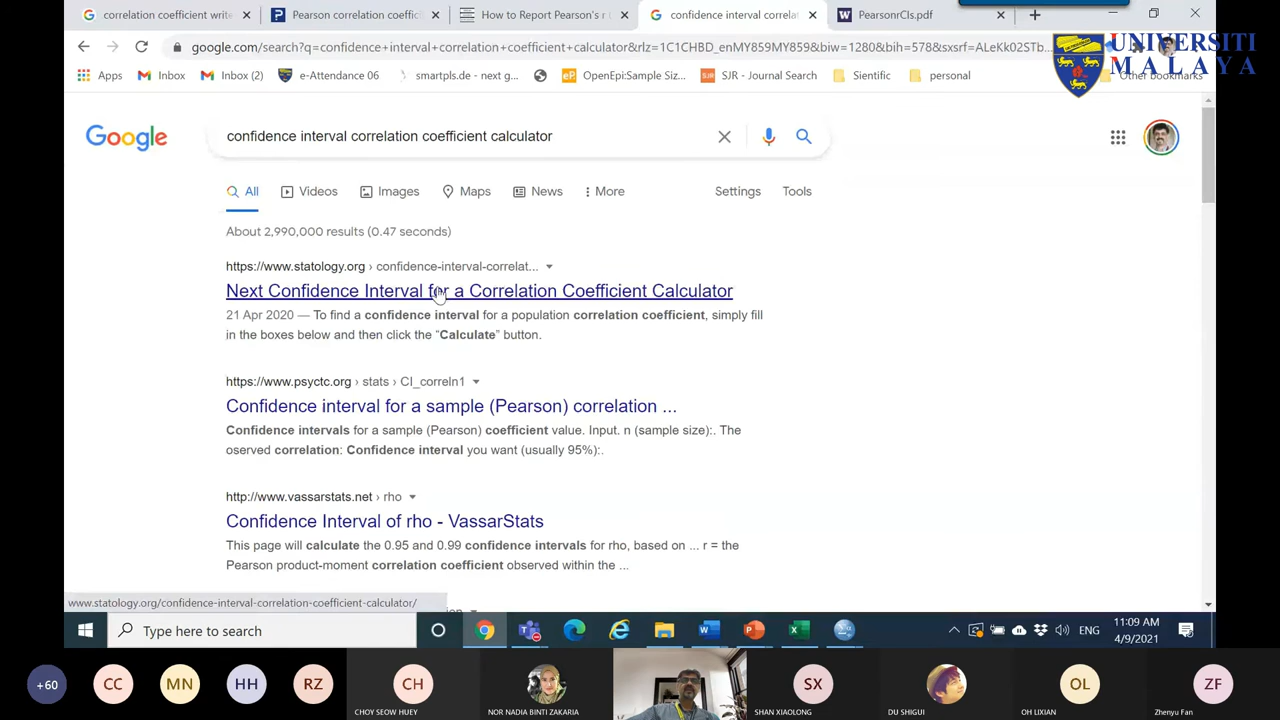 correlation coefficient write
Pearson correlation coeffic
How to Report Pearson's r
confidence interval correla
PearsonrCIs.pdf
google.com/search?q=confidence+interval+correlation+coefficient+calculator&rlz=1C1CHBD_enMY859MY859&biw=1280&bih=578&sxsrf=ALeKk02STb...
UNIVERSITI
MALAYA
Apps
Inbox
Inbox (2)
e-Attendance 06
smartpls.de - next g...
OpenEpi:Sample Siz...
SJR - Journal Search
Sientific
personal
Other bookmarks
Google
confidence interval correlation coefficient calculator
All
Videos
Images
Maps
News
More
Settings
Tools
About 2,990,000 results (0.47 seconds)
https://www.statology.org › confidence-interval-correlat...
Next Confidence Interval for a Correlation Coefficient Calculator
21 Apr 2020 — To find a confidence interval for a population correlation coefficient, simply fill
in the boxes below and then click the “Calculate” button.
https://www.psyctc.org › stats › CI_correln1
Confidence interval for a sample (Pearson) correlation ...
Confidence intervals for a sample (Pearson) coefficient value. Input. n (sample size):. The
oserved correlation: Confidence interval you want (usually 95%):.
http://www.vassarstats.net › rho
Confidence Interval of rho - VassarStats
This page will calculate the 0.95 and 0.99 confidence intervals for rho, based on ... r = the
Pearson product-moment correlation coefficient observed within the ...
www.statology.org/confidence-interval-correlation-coefficient-calculator/
Type here to search
ENG
11:09 AM
4/9/2021
+60
CC
MN
HH
RZ
CH
CHOY SEOW HUEY
NOR NADIA BINTI ZAKARIA
SX
SHAN XIAOLONG
DU SHIGUI
OL
OH LIXIAN
ZF
Zhenyu Fan